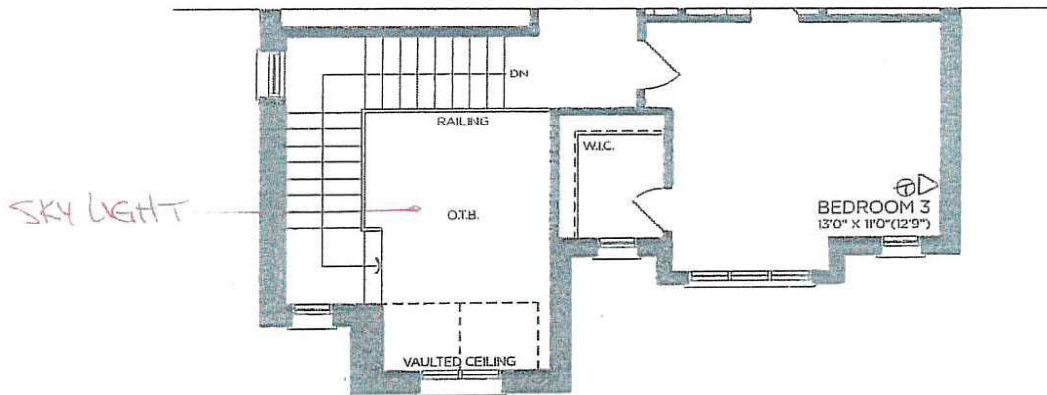 DN
RAILING
W.I.C.
SKY LIGHT
O.T.B.
T
BEDROOM 3
13'0" X 11'0"(12'9")
VAULTED CEILING